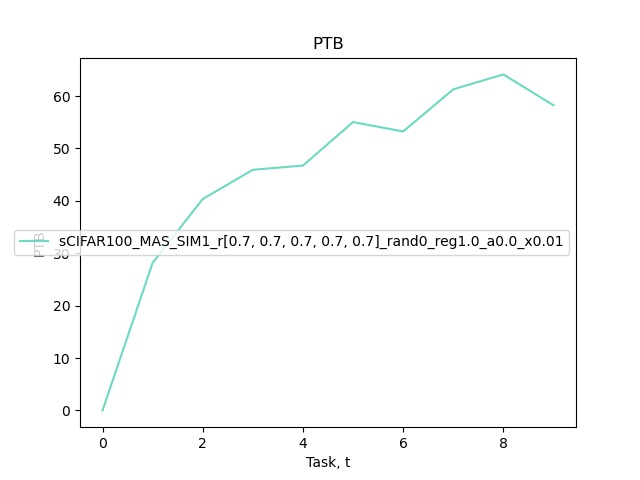 PTB
60
50
40
PTB
sCIFAR100_MAS_SIM1_r[0.7, 0.7, 0.7, 0.7, 0.7]_rand0_reg1.0_a0.0_x0.01
30
20
10
0
0 2 4 6 8
Task, t